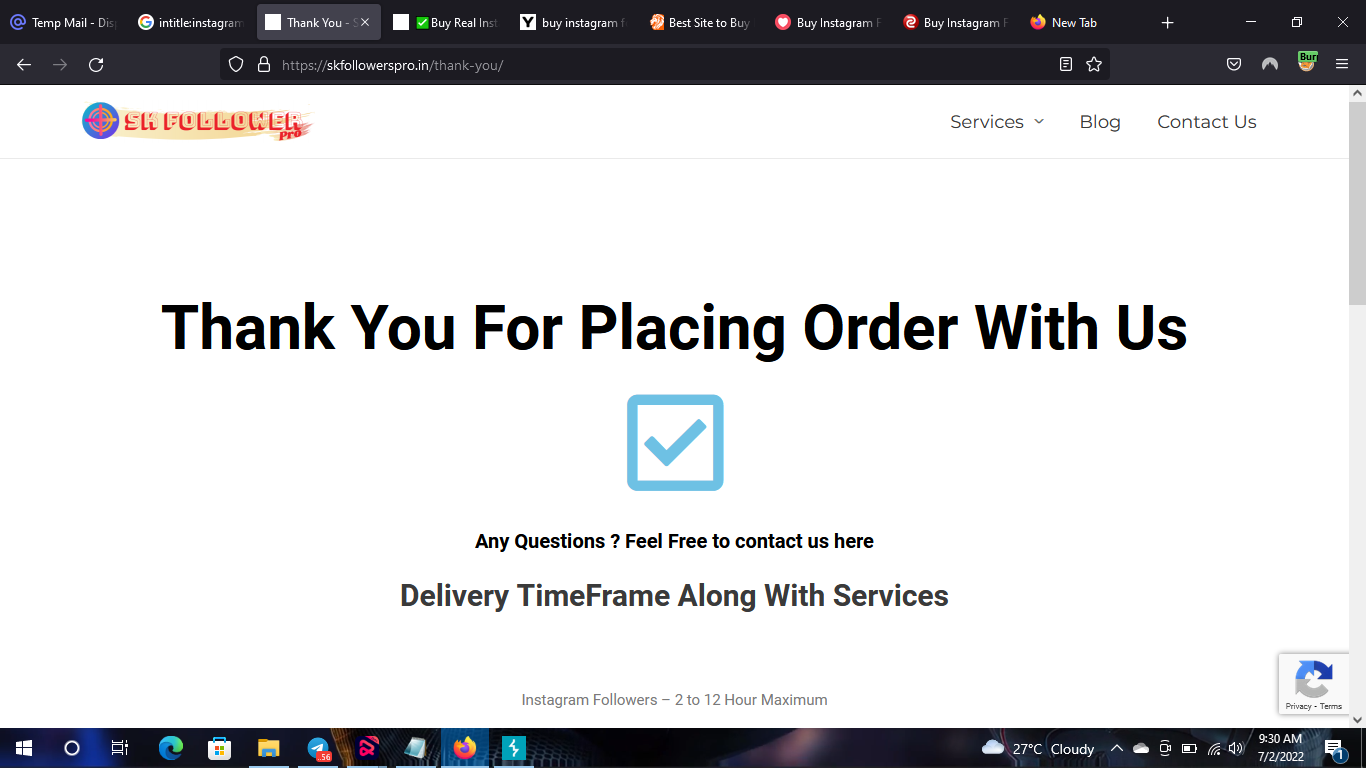 Temp Mail - Disp
intitle:instagram
Thank You - S
✅Buy Real Inst
buy instagram f
Best Site to Buy
Buy Instagram F
Buy Instagram F
New Tab
https://skfollowerspro.in/thank-you/
Bur
SK FOLLOWER
Pro
Services
Blog
Contact Us
Thank You For Placing Order With Us
Any Questions ? Feel Free to contact us here
Delivery TimeFrame Along With Services
Instagram Followers – 2 to 12 Hour Maximum
Privacy - Terms
56
27°C Cloudy
9:30 AM
7/2/2022
1